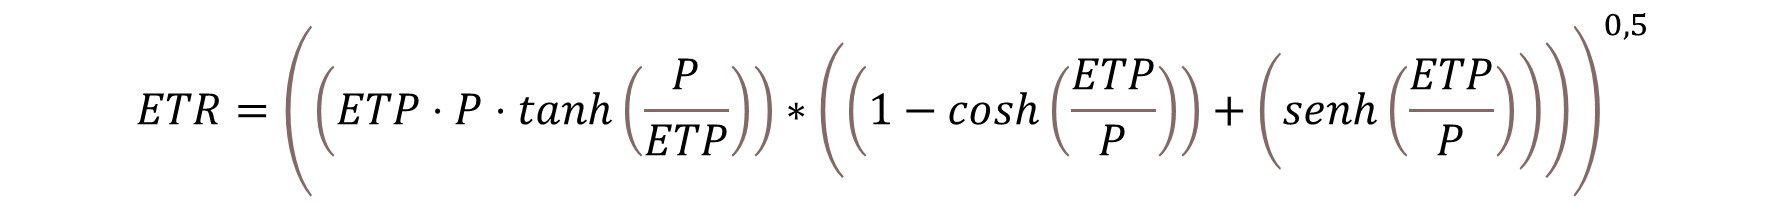 ETR = ((ETP · P · tanh(P/ETP)) * ((1 − cosh(ETP/P)) + (senh(ETP/P))))^0,5